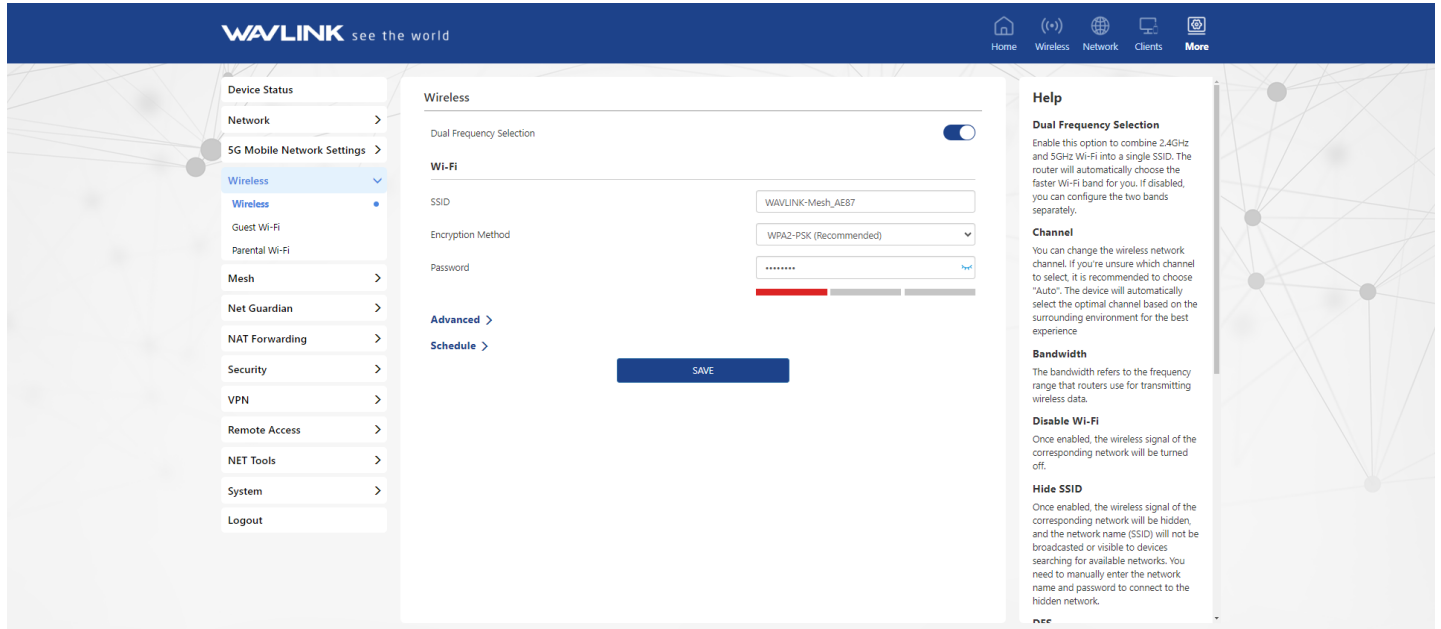 WAVLINK see the world
Home
Wireless
Network
Clients
More
Device Status
Network
5G Mobile Network Settings
Wireless
Wireless
Guest Wi-Fi
Parental Wi-Fi
Mesh
Net Guardian
NAT Forwarding
Security
VPN
Remote Access
NET Tools
System
Logout
Wireless
Dual Frequency Selection
Wi-Fi
SSID
WAVLINK-Mesh_AE87
Encryption Method
WPA2-PSK (Recommended)
Password
••••••••
Advanced
Schedule
SAVE
Help
Dual Frequency Selection
Enable this option to combine 2.4GHz
and 5GHz Wi-Fi into a single SSID. The
router will automatically choose the
faster Wi-Fi band for you. If disabled,
you can configure the two bands
separately.
Channel
You can change the wireless network
channel. If you're unsure which channel
to select, it is recommended to choose
"Auto". The device will automatically
select the optimal channel based on the
surrounding environment for the best
experience
Bandwidth
The bandwidth refers to the frequency
range that routers use for transmitting
wireless data.
Disable Wi-Fi
Once enabled, the wireless signal of the
corresponding network will be turned
off.
Hide SSID
Once enabled, the wireless signal of the
corresponding network will be hidden,
and the network name (SSID) will not be
broadcasted or visible to devices
searching for available networks. You
need to manually enter the network
name and password to connect to the
hidden network.